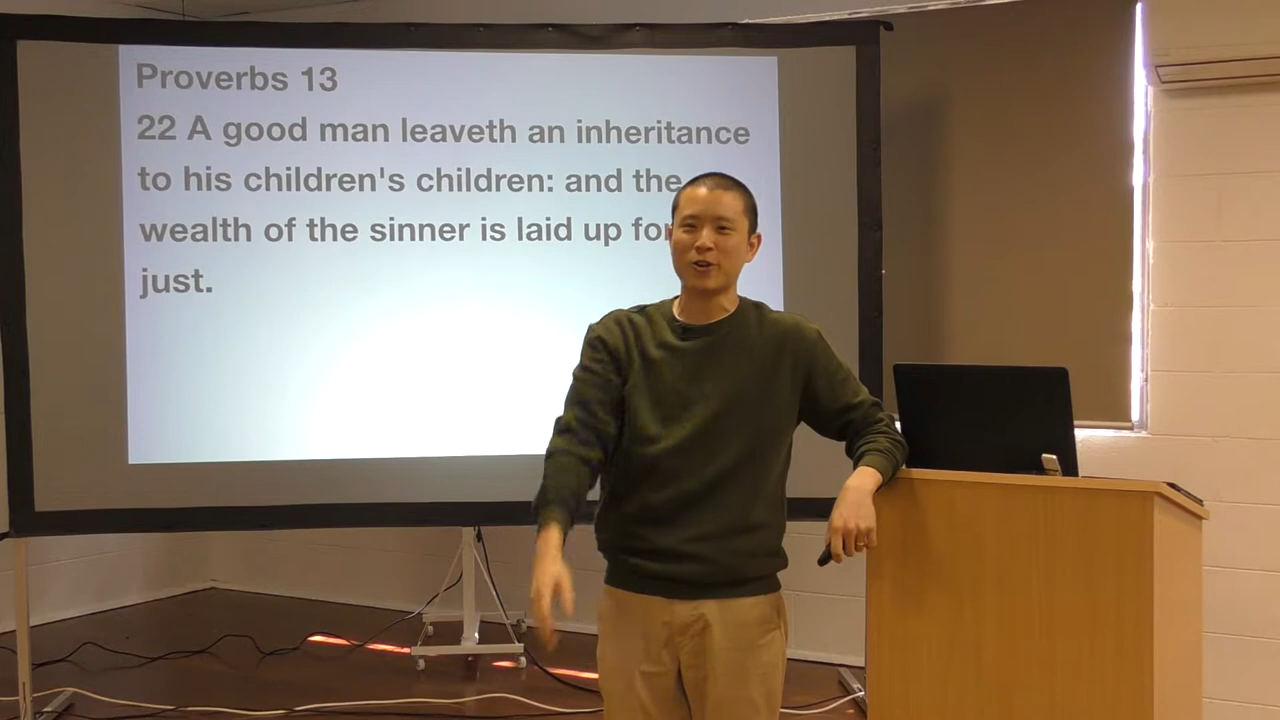 Proverbs 13
22 A good man leaveth an inheritance
to his children's children: and the
wealth of the sinner is laid up for
just.